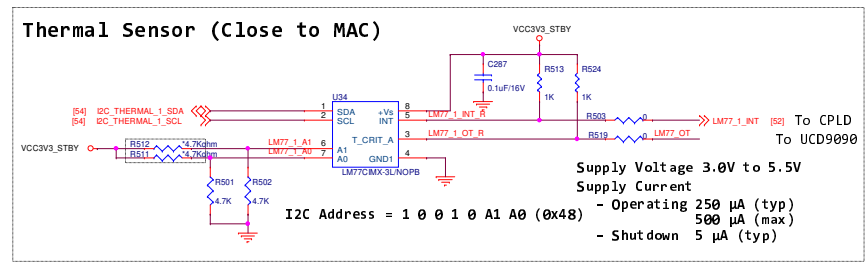 Thermal Sensor (Close to MAC)
VCC3V3_STBY
C287
0.1uF/16V
R513
1K
R524
1K
U34
[54] I2C_THERMAL_1_SDA
[54] I2C_THERMAL_1_SCL
1 SDA +Vs 8
2 SCL INT 5 LM77_1_INT_R
R503 0 LM77_1_INT [52] To CPLD
T_CRIT_A 3 LM77_1_OT_R
R519 0 LM77_OT To UCD9090
VCC3V3_STBY
R512 *4.7Kohm LM77_1_A1 6 A1
R511 *4.7Kohm LM77_1_A0 7 A0 GND1 4
LM77CIMX-3L/NOPB
R501 R502
4.7K 4.7K
I2C Address = 1 0 0 1 0 A1 A0 (0x48)
Supply Voltage 3.0V to 5.5V
Supply Current
– Operating 250 µA (typ)
500 µA (max)
– Shutdown 5 µA (typ)